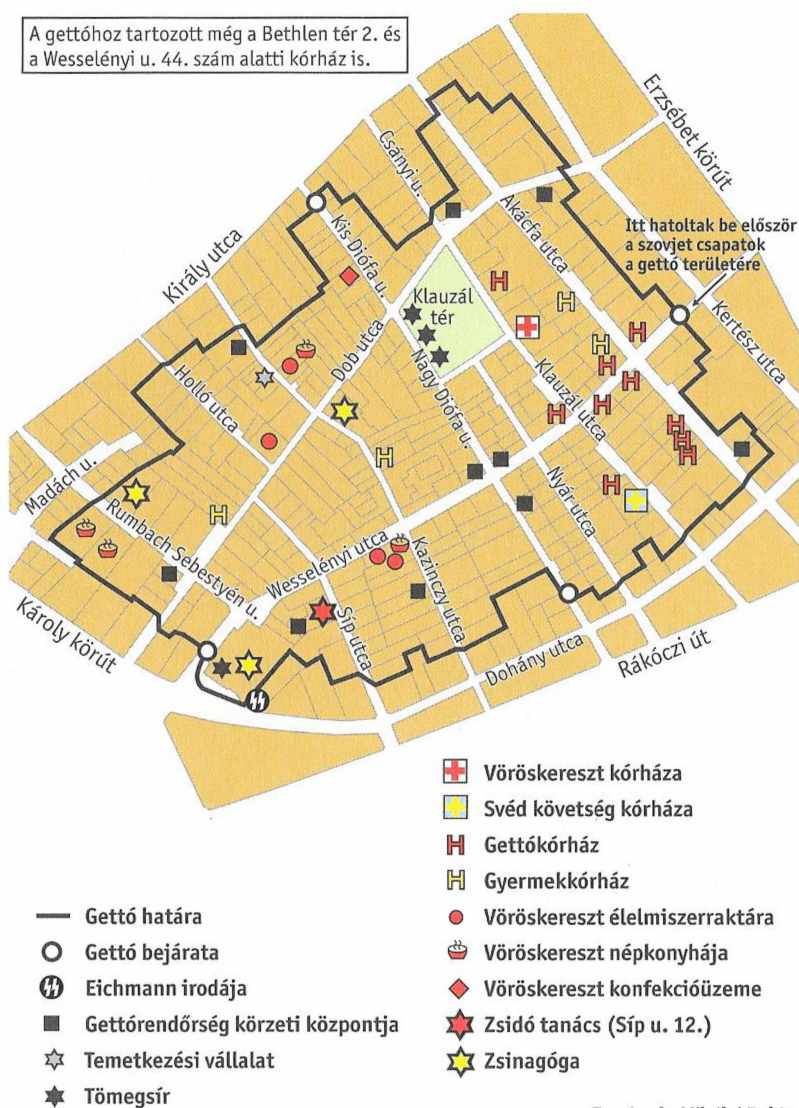 A gettóhoz tartozott még a Bethlen tér 2. és
a Wesselényi u. 44. szám alatti kórház is.
Erzsébet körút
Csányi u.
Akácfa utca
Itt hatoltak be először
a szovjet csapatok
a gettó területére
Király utca
Kis Diófa u.
Klauzál
tér
Kertész utca
Dob utca
Holló utca
Nagy Diófa u.
Klauzál utca
Madách u.
Rumbach Sebestyén u.
Nyár utca
Wesselényi utca
Kazinczy utca
Károly körút
Síp utca
Dohány utca
Rákóczi út
Vöröskereszt kórháza
Svéd követség kórháza
Gettókórház
Gyermekkórház
Gettó határa
Vöröskereszt élelmiszerraktára
Gettó bejárata
Vöröskereszt népkonyhája
Eichmann irodája
Vöröskereszt konfekcióüzeme
Gettórendőrség körzeti központja
Zsidó tanács (Síp u. 12.)
Temetkezési vállalat
Zsinagóga
Tömegsír